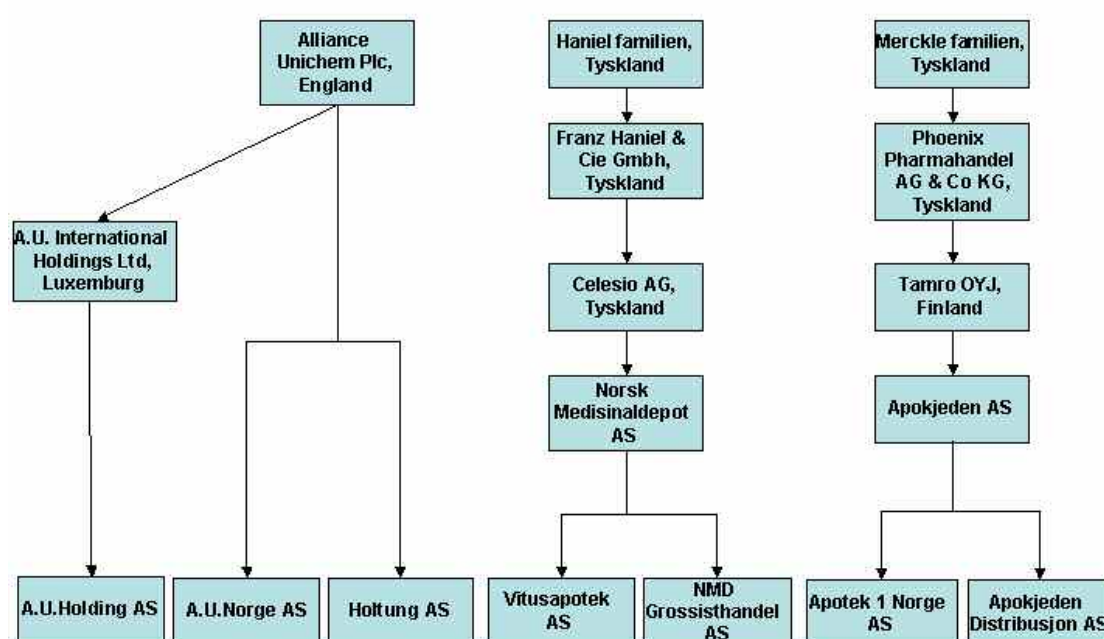 Alliance
Unichem Plc,
England
Haniel familien,
Tyskland
Merckle familien,
Tyskland
Franz Haniel &
Cie Gmbh,
Tyskland
Phoenix
Pharmahandel
AG & Co KG,
Tyskland
A.U. International
Holdings Ltd,
Luxemburg
Celesio AG,
Tyskland
Tamro OYJ,
Finland
Norsk
Medisinaldepot
AS
Apokjeden AS
A.U.Holding AS
A.U.Norge AS
Holtung AS
Vitusapotek
AS
NMD
Grossisthandel
AS
Apotek 1 Norge
AS
Apokjeden
Distribusjon AS